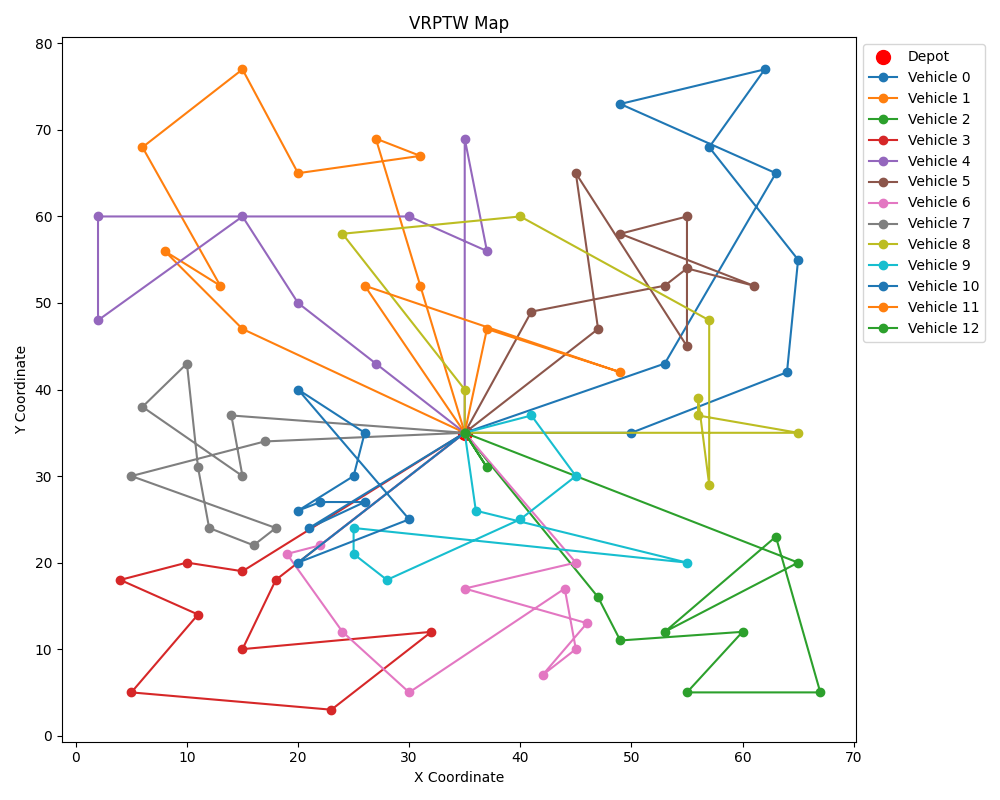 VRPTW Map
Y Coordinate
80
70
60
50
40
30
20
10
0
0 10 20 30 40 50 60 70
X Coordinate
Depot
Vehicle 0
Vehicle 1
Vehicle 2
Vehicle 3
Vehicle 4
Vehicle 5
Vehicle 6
Vehicle 7
Vehicle 8
Vehicle 9
Vehicle 10
Vehicle 11
Vehicle 12